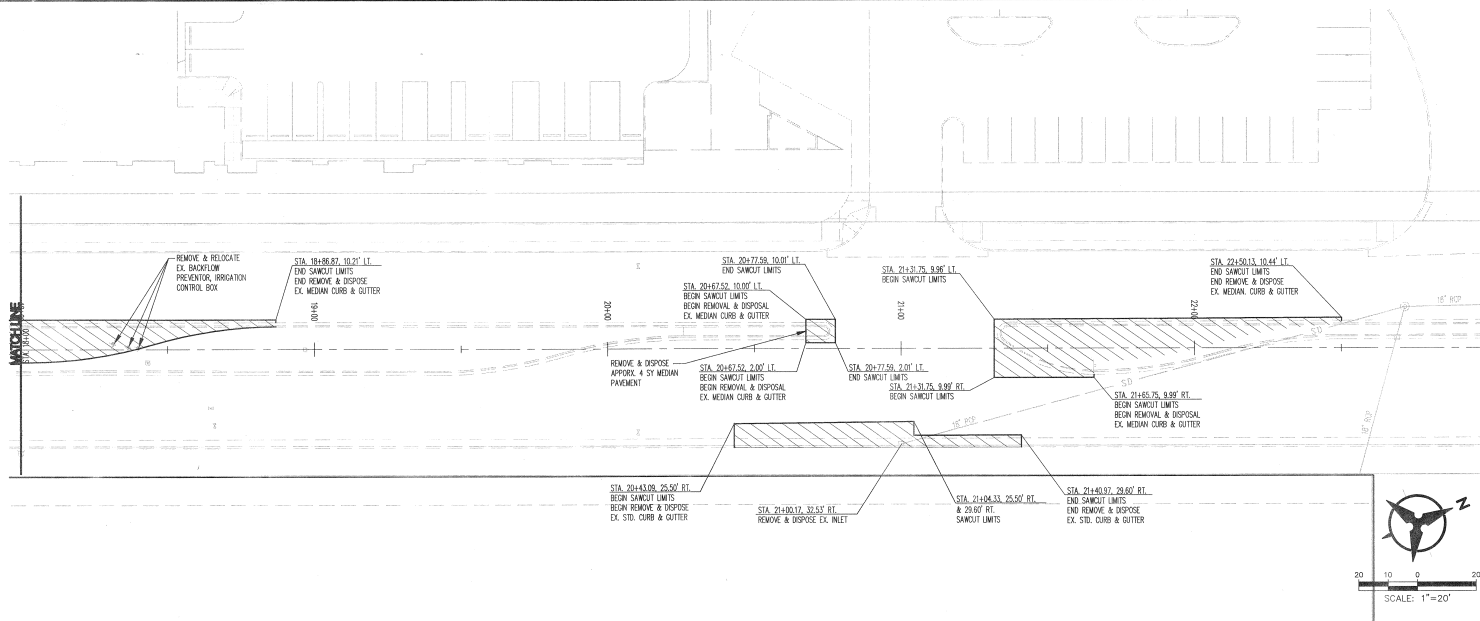 MATCH LINE
STA. 18+00
REMOVE & RELOCATE
EX. BACKFLOW
PREVENTOR, IRRIGATION
CONTROL BOX
STA. 18+86.87, 10.21' LT.
END SAWCUT LIMITS
END REMOVE & DISPOSE
EX. MEDIAN CURB & GUTTER
19+00
20+00
STA. 20+77.59, 10.01' LT.
END SAWCUT LIMITS
STA. 20+67.52, 10.00' LT.
BEGIN SAWCUT LIMITS
BEGIN REMOVAL & DISPOSAL
EX. MEDIAN CURB & GUTTER
REMOVE & DISPOSE
APPORX. 4 SY MEDIAN
PAVEMENT
STA. 20+67.52, 2.00' LT.
BEGIN SAWCUT LIMITS
BEGIN REMOVAL & DISPOSAL
EX. MEDIAN CURB & GUTTER
STA. 20+77.59, 2.01' LT.
END SAWCUT LIMITS
21+00
STA. 21+31.75, 9.96' LT.
BEGIN SAWCUT LIMITS
STA. 21+31.75, 9.99' RT.
BEGIN SAWCUT LIMITS
STA. 22+50.13, 10.44' LT.
END SAWCUT LIMITS
END REMOVE & DISPOSE
EX. MEDIAN. CURB & GUTTER
22+00
18" RCP
S.D
STA. 21+65.75, 9.99' RT.
BEGIN SAWCUT LIMITS
BEGIN REMOVAL & DISPOSAL
EX. MEDIAN CURB & GUTTER
S.D
18" RCP
18" RCP
STA. 20+43.09, 25.50' RT.
BEGIN SAWCUT LIMITS
BEGIN REMOVE & DISPOSE
EX. STD. CURB & GUTTER
STA. 21+00.17, 32.53' RT.
REMOVE & DISPOSE EX. INLET
STA. 21+04.33, 25.50' RT.
& 29.60' RT.
SAWCUT LIMITS
STA. 21+40.97, 29.60' RT.
END SAWCUT LIMITS
END REMOVE & DISPOSE
EX. STD. CURB & GUTTER
N
20 10 0 20
SCALE: 1"=20'